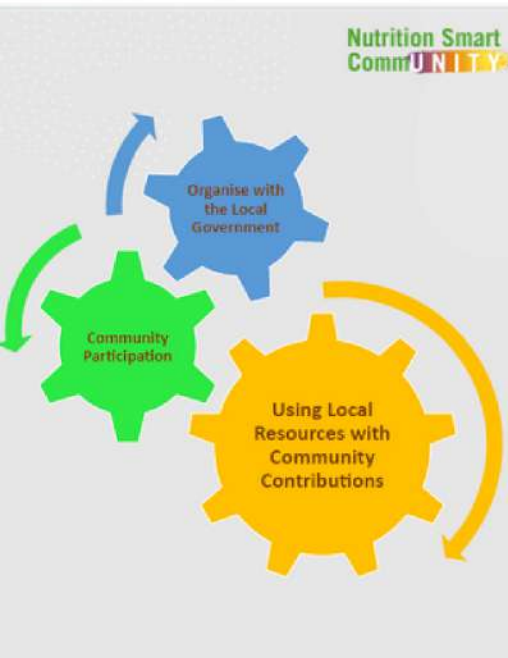 Nutrition Smart
CommUNITY
Organise with
the Local
Government
Community
Participation
Using Local
Resources with
Community
Contributions